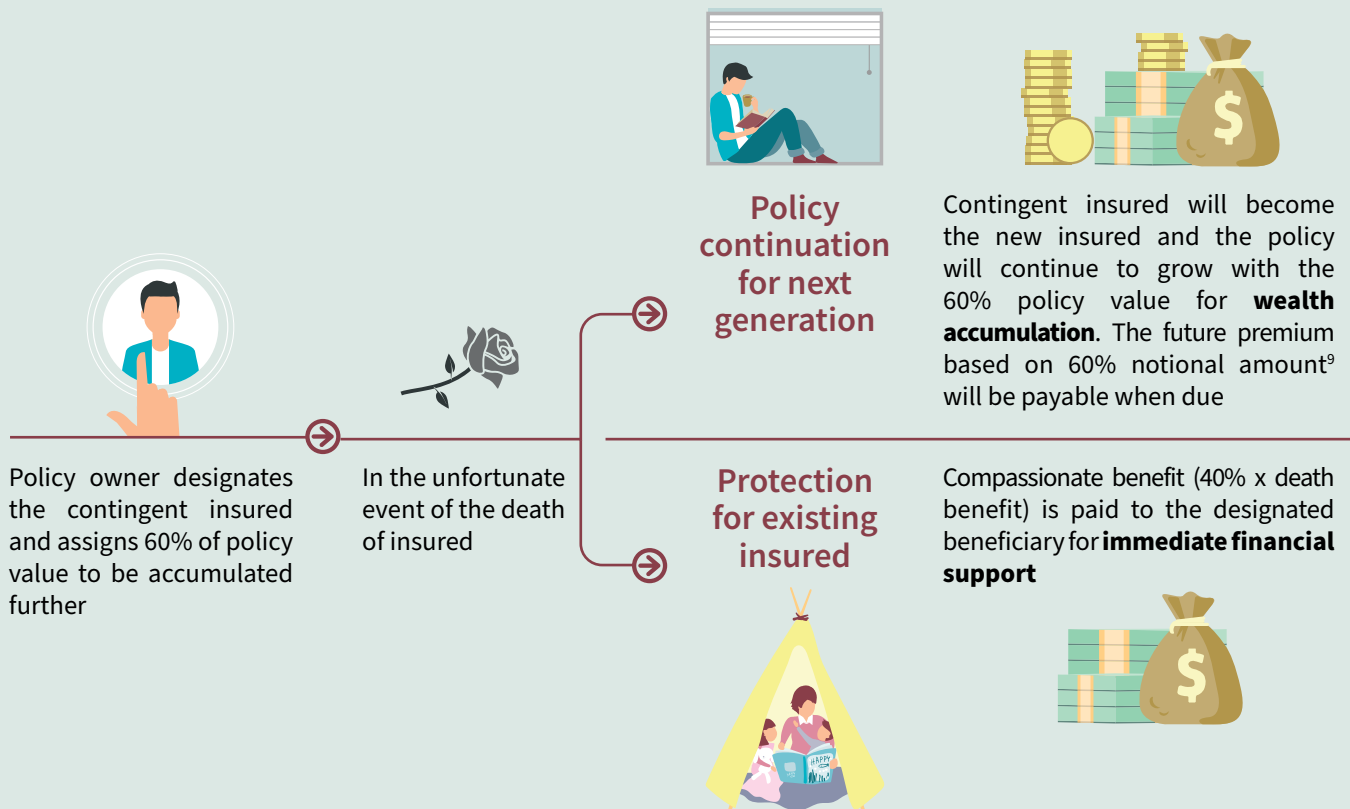 Policy owner designates
the contingent insured
and assigns 60% of policy
value to be accumulated
further
In the unfortunate
event of the death
of insured
Policy
continuation
for next
generation
$
Contingent insured will become
the new insured and the policy
will continue to grow with the
60% policy value for wealth
accumulation. The future premium
based on 60% notional amount⁹
will be payable when due
Protection
for existing
insured
HAPPY
Compassionate benefit (40% x death
benefit) is paid to the designated
beneficiary for immediate financial
support
$